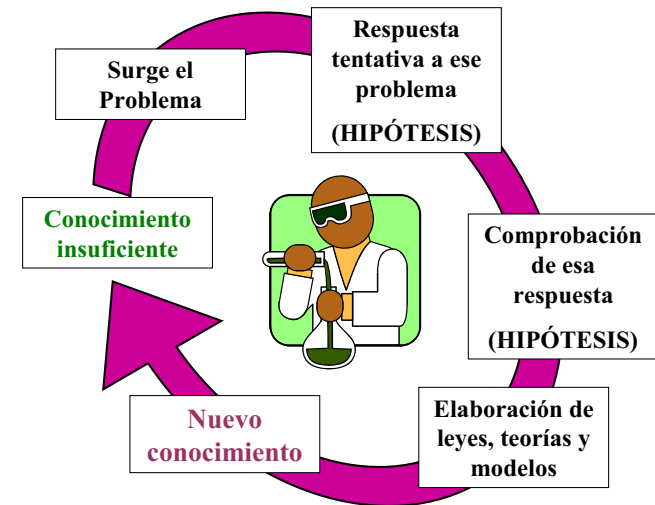 Conocimiento
insuficiente
Surge el
Problema
Respuesta
tentativa a ese
problema
(HIPÓTESIS)
Comprobación
de esa
respuesta
(HIPÓTESIS)
Elaboración de
leyes, teorías y
modelos
Nuevo
conocimiento